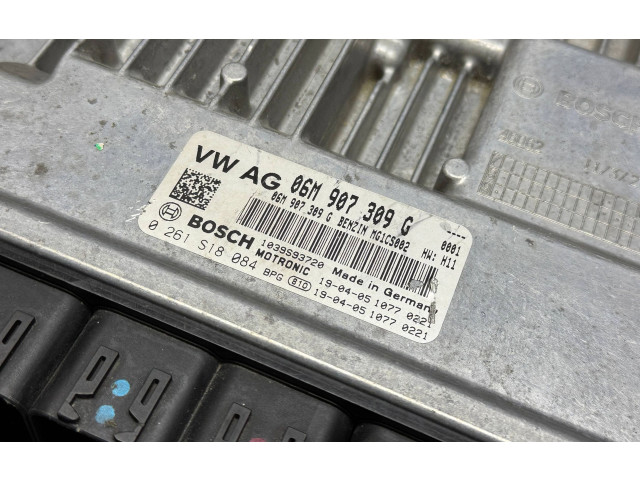 VW AG 06M 907 309 G ----
06M 907 309 G BENZIN MG1CS002 0001
HW: H11
BOSCH 1039S93720
MOTRONIC Made in Germany
0 261 S18 084 BPG BTO 19-04-05 1077 0221
19-04-05 1077 0221
BOSCH